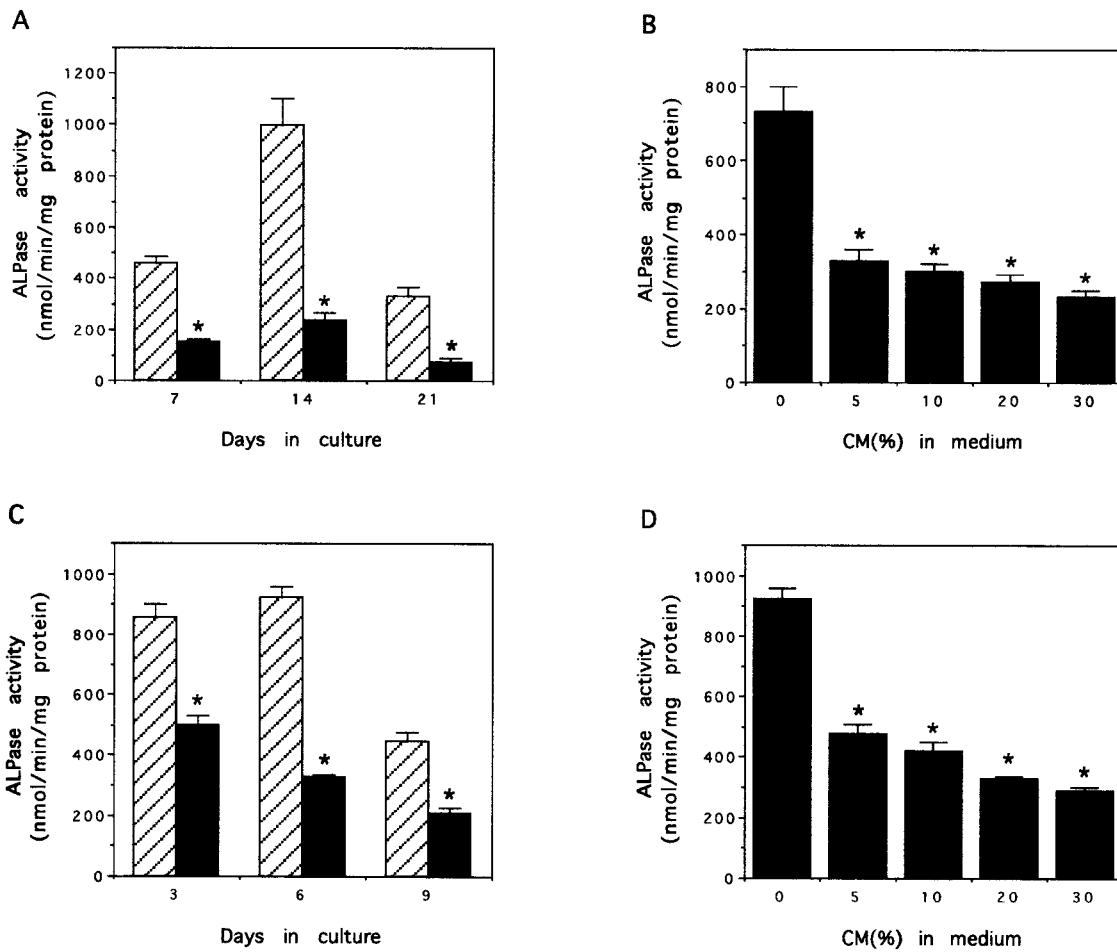 A
ALPase activity
(nmol/min/mg protein)
1200
1000
800
600
400
200
0
*
*
*
7 14 21
Days in culture
B
ALPase activity
(nmol/min/mg protein)
800
600
400
200
0
*
*
*
*
0 5 10 20 30
CM(%) in medium
C
ALPase activity
(nmol/min/mg protein)
1000
800
600
400
200
0
*
*
*
3 6 9
Days in culture
D
ALPase activity
(nmol/min/mg protein)
1000
800
600
400
200
0
*
*
*
*
0 5 10 20 30
CM(%) in medium